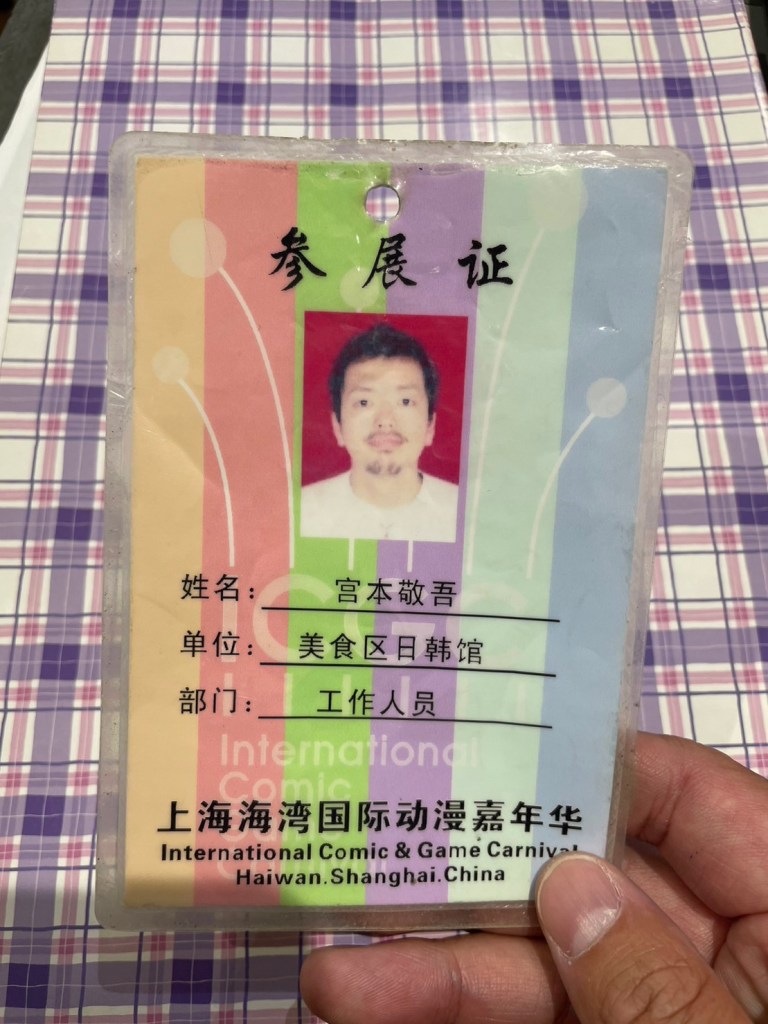 参展证
姓名：宫本敬吾
单位：美食区日韩馆
部门：工作人员
International
Comic
上海海湾国际动漫嘉年华
International Comic & Game Carnival
Haiwan.Shanghai.China